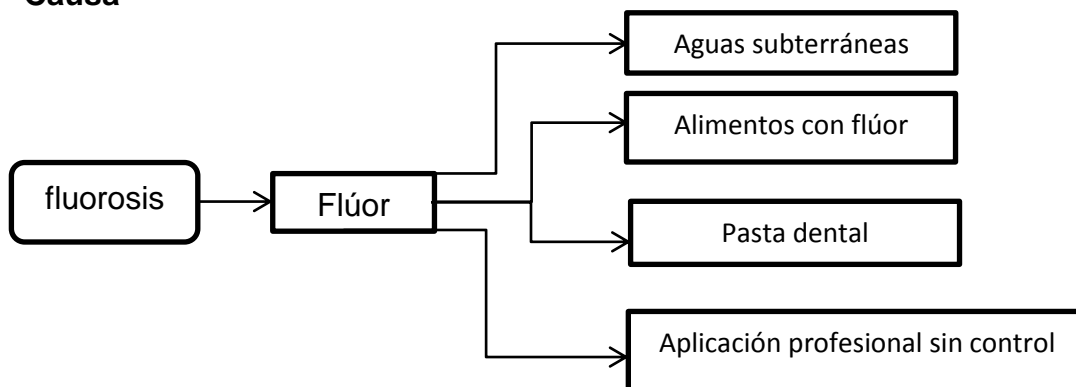 Causa
Aguas subterráneas
Alimentos con flúor
fluorosis
Flúor
Pasta dental
Aplicación profesional sin control